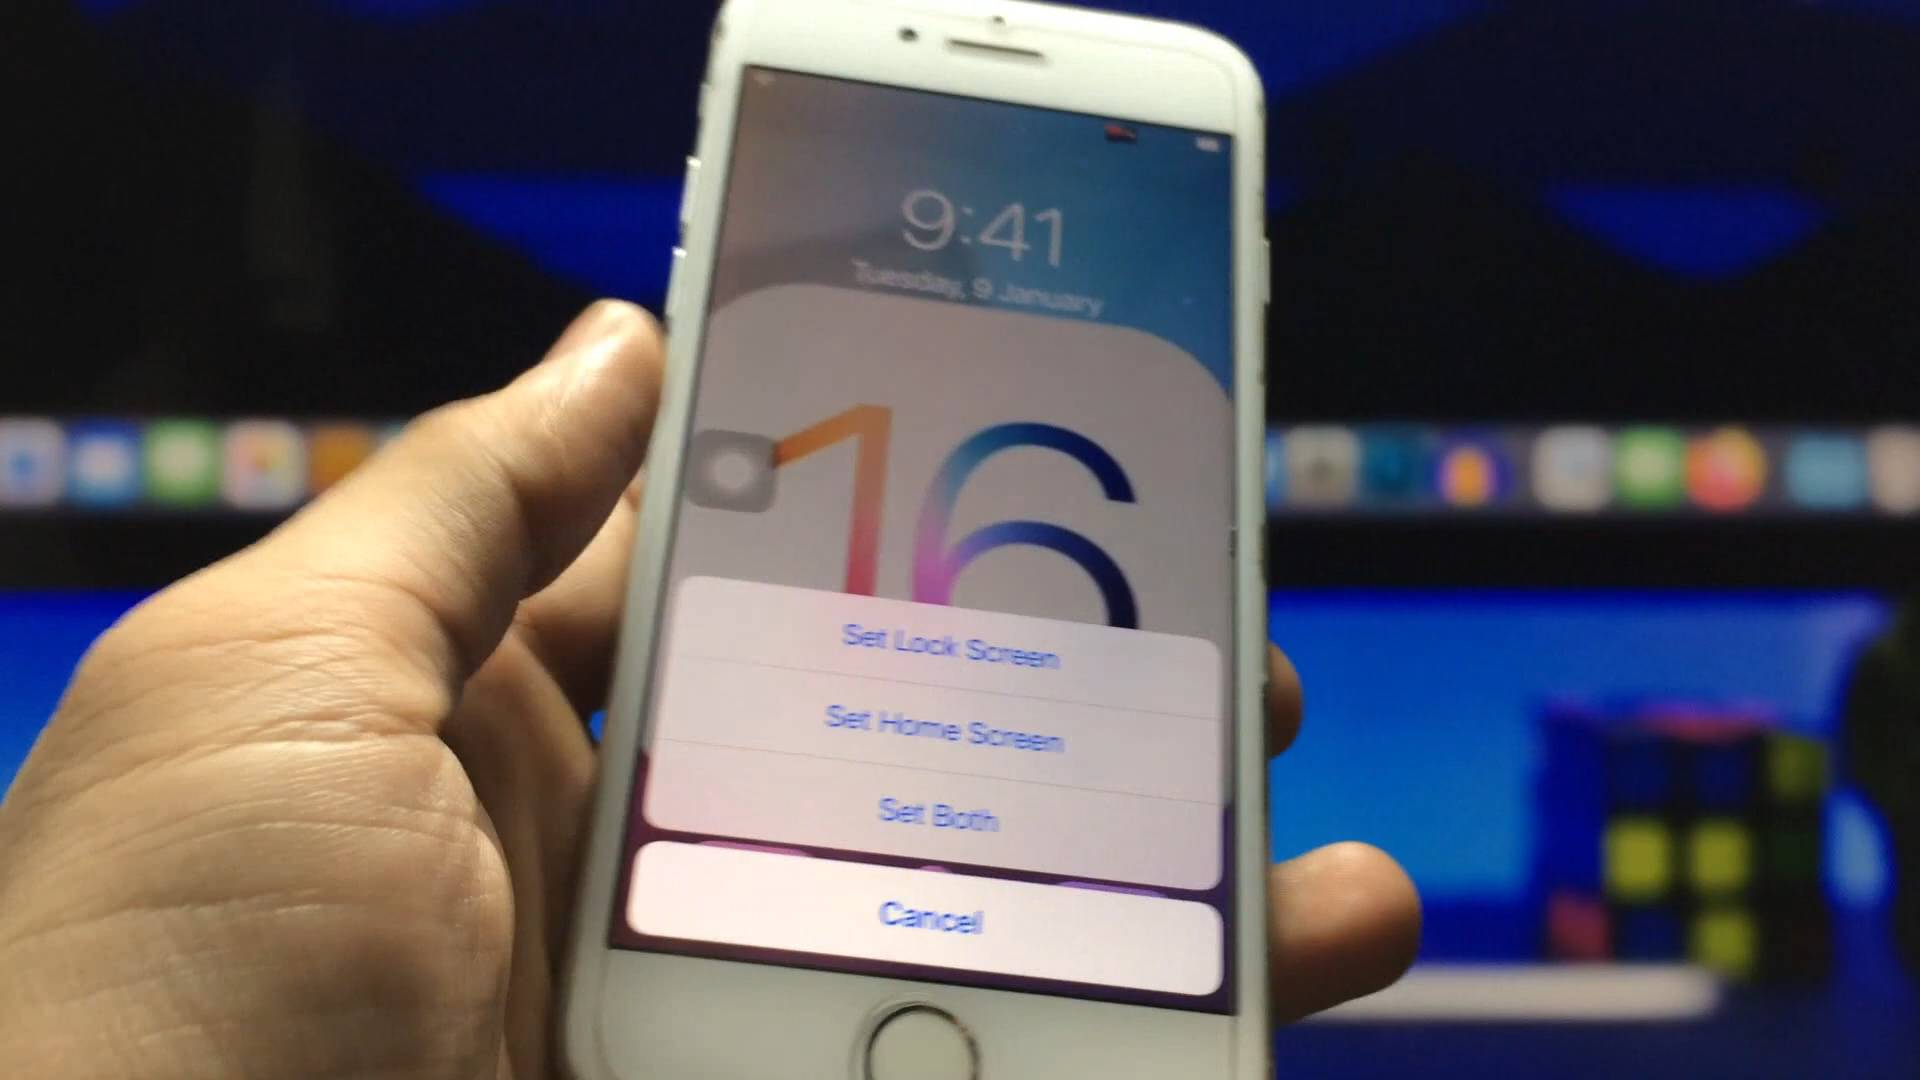 9:41
Tuesday, 9 January
16
Set Lock Screen
Set Home Screen
Set Both
Cancel